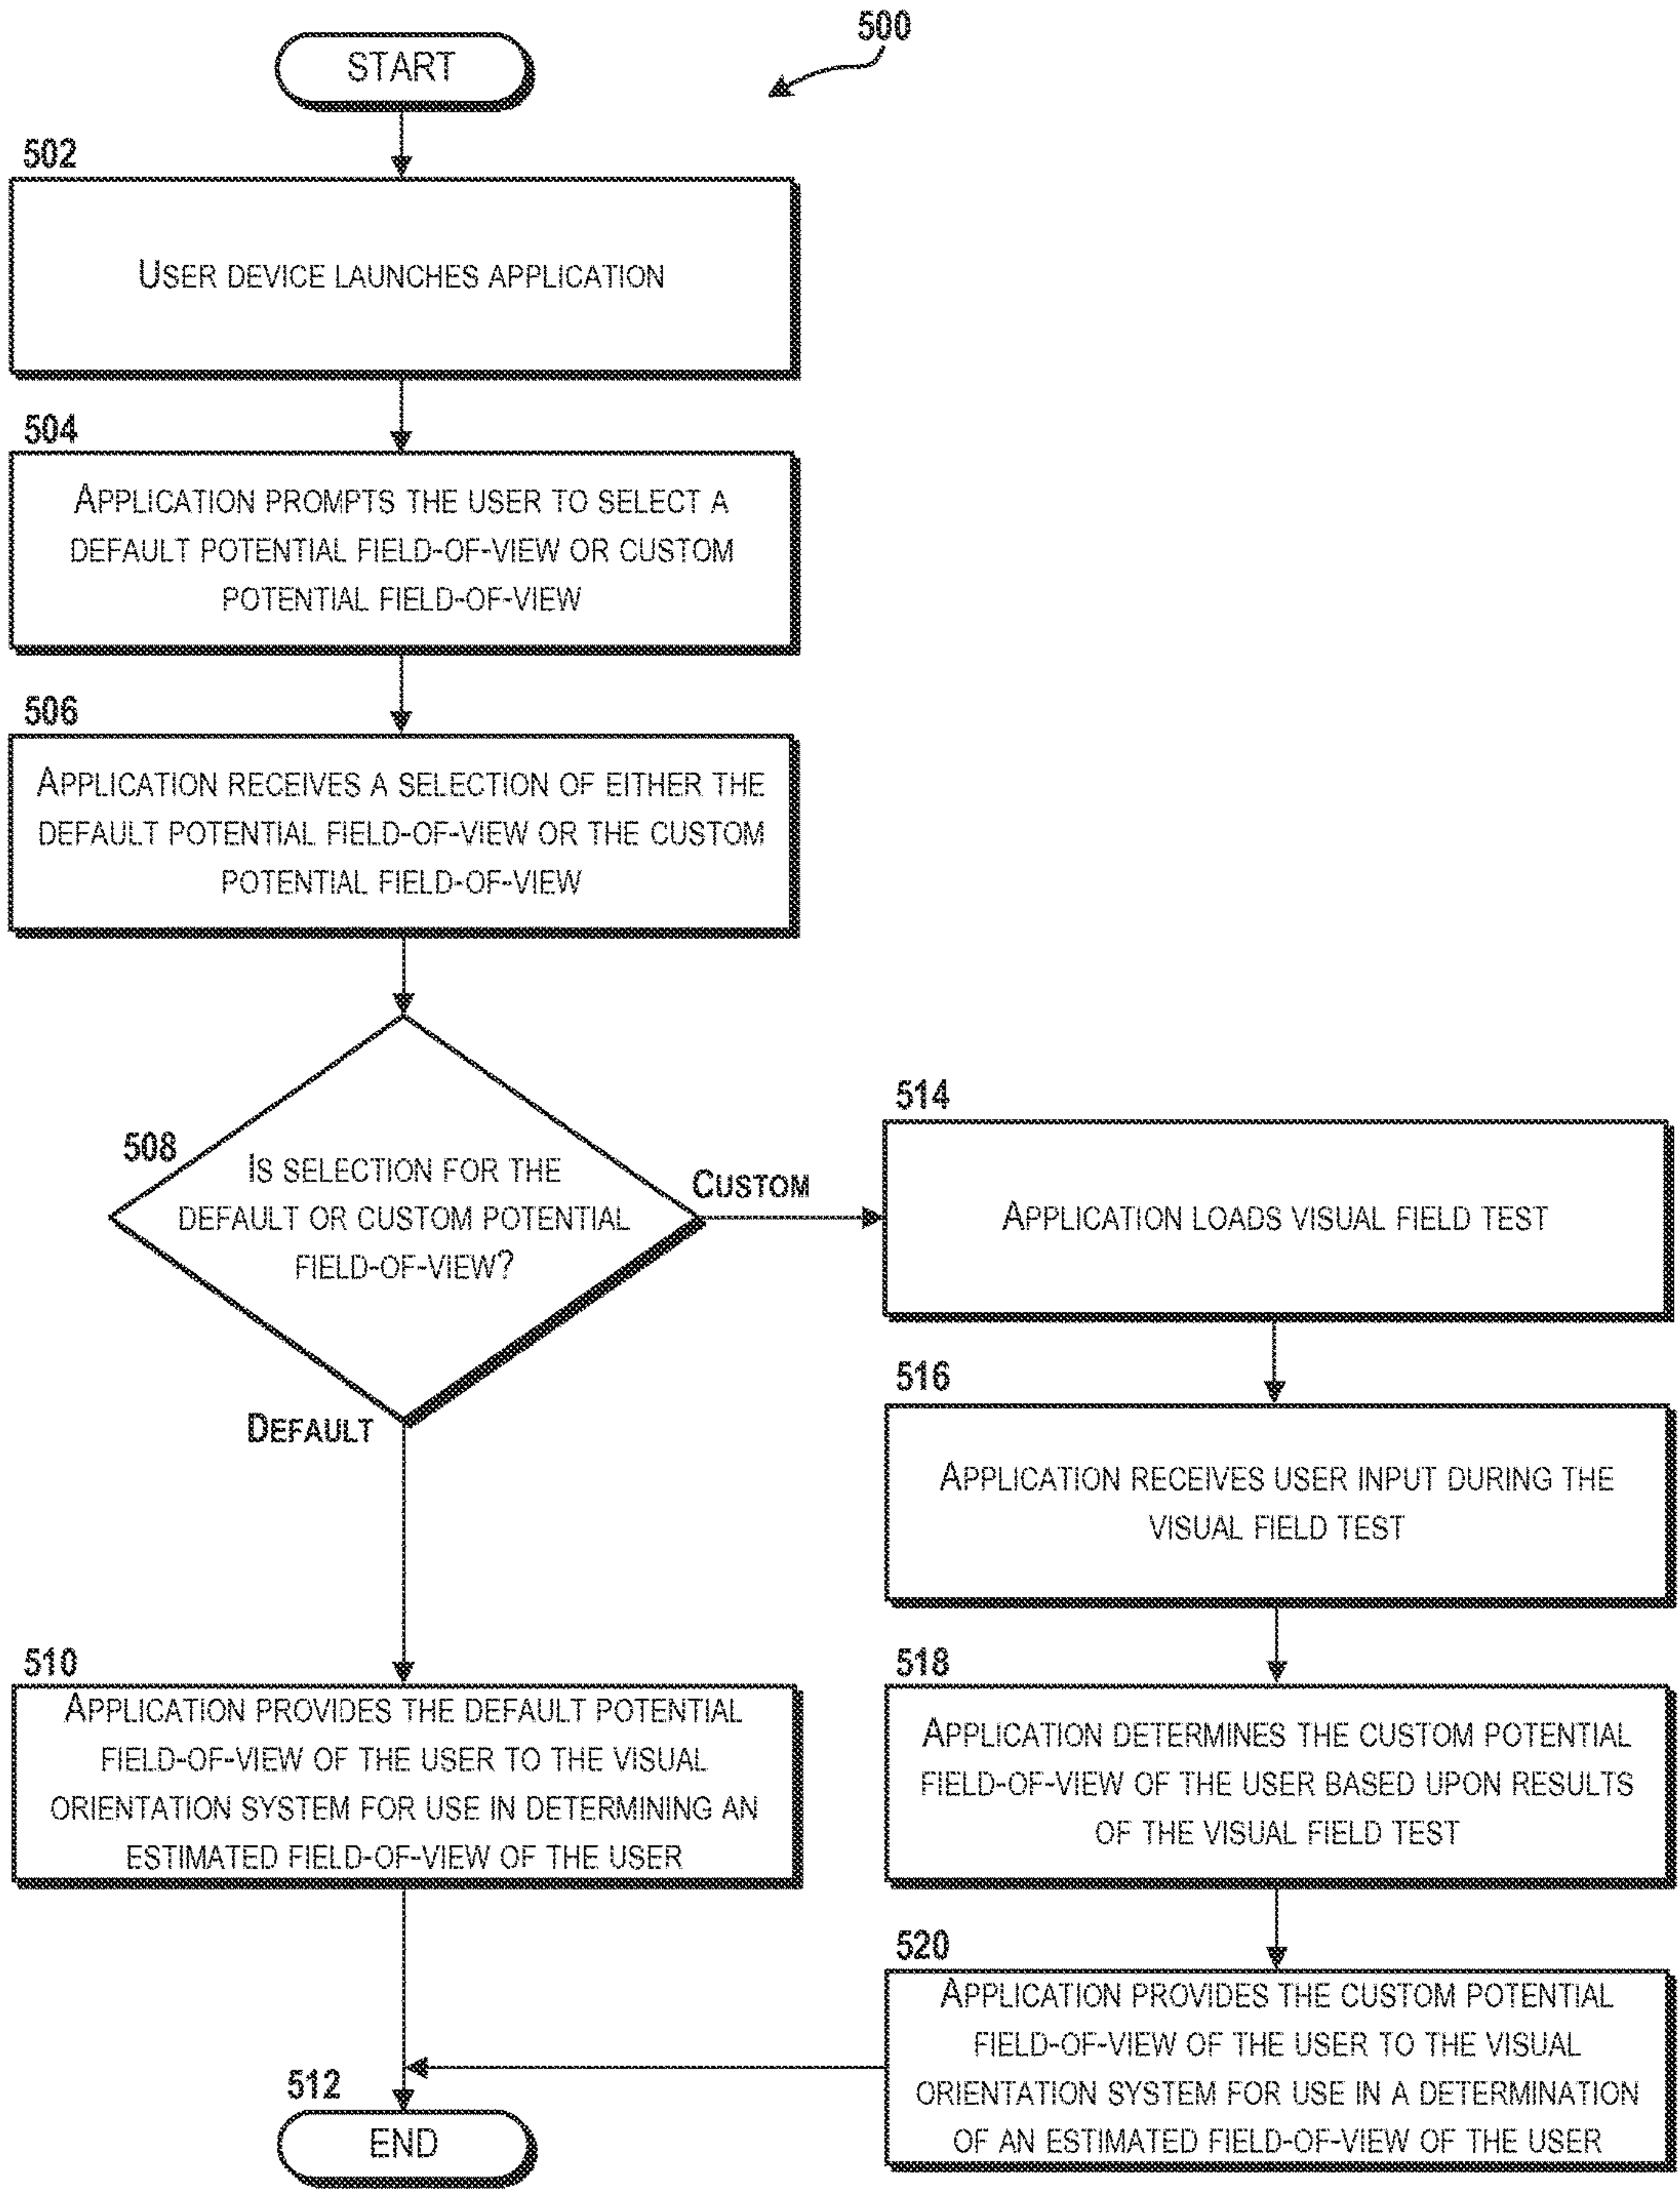 500
START
502
USER DEVICE LAUNCHES APPLICATION
504
APPLICATION PROMPTS THE USER TO SELECT A
DEFAULT POTENTIAL FIELD-OF-VIEW OR CUSTOM
POTENTIAL FIELD-OF-VIEW
506
APPLICATION RECEIVES A SELECTION OF EITHER THE
DEFAULT POTENTIAL FIELD-OF-VIEW OR THE CUSTOM
POTENTIAL FIELD-OF-VIEW
508
IS SELECTION FOR THE
DEFAULT OR CUSTOM POTENTIAL
FIELD-OF-VIEW?
CUSTOM
DEFAULT
510
APPLICATION PROVIDES THE DEFAULT POTENTIAL
FIELD-OF-VIEW OF THE USER TO THE VISUAL
ORIENTATION SYSTEM FOR USE IN DETERMINING AN
ESTIMATED FIELD-OF-VIEW OF THE USER
512
END
514
APPLICATION LOADS VISUAL FIELD TEST
516
APPLICATION RECEIVES USER INPUT DURING THE
VISUAL FIELD TEST
518
APPLICATION DETERMINES THE CUSTOM POTENTIAL
FIELD-OF-VIEW OF THE USER BASED UPON RESULTS
OF THE VISUAL FIELD TEST
520
APPLICATION PROVIDES THE CUSTOM POTENTIAL
FIELD-OF-VIEW OF THE USER TO THE VISUAL
ORIENTATION SYSTEM FOR USE IN A DETERMINATION
OF AN ESTIMATED FIELD-OF-VIEW OF THE USER